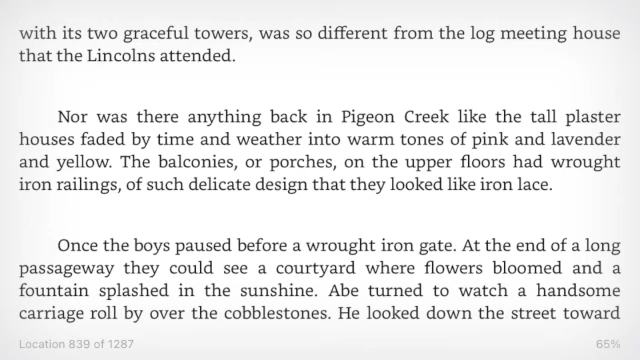 with its two graceful towers, was so different from the log meeting house
that the Lincolns attended.
Nor was there anything back in Pigeon Creek like the tall plaster
houses faded by time and weather into warm tones of pink and lavender
and yellow. The balconies, or porches, on the upper floors had wrought
iron railings, of such delicate design that they looked like iron lace.
Once the boys paused before a wrought iron gate. At the end of a long
passageway they could see a courtyard where flowers bloomed and a
fountain splashed in the sunshine. Abe turned to watch a handsome
carriage roll by over the cobblestones. He looked down the street toward
Location 839 of 1287 65%